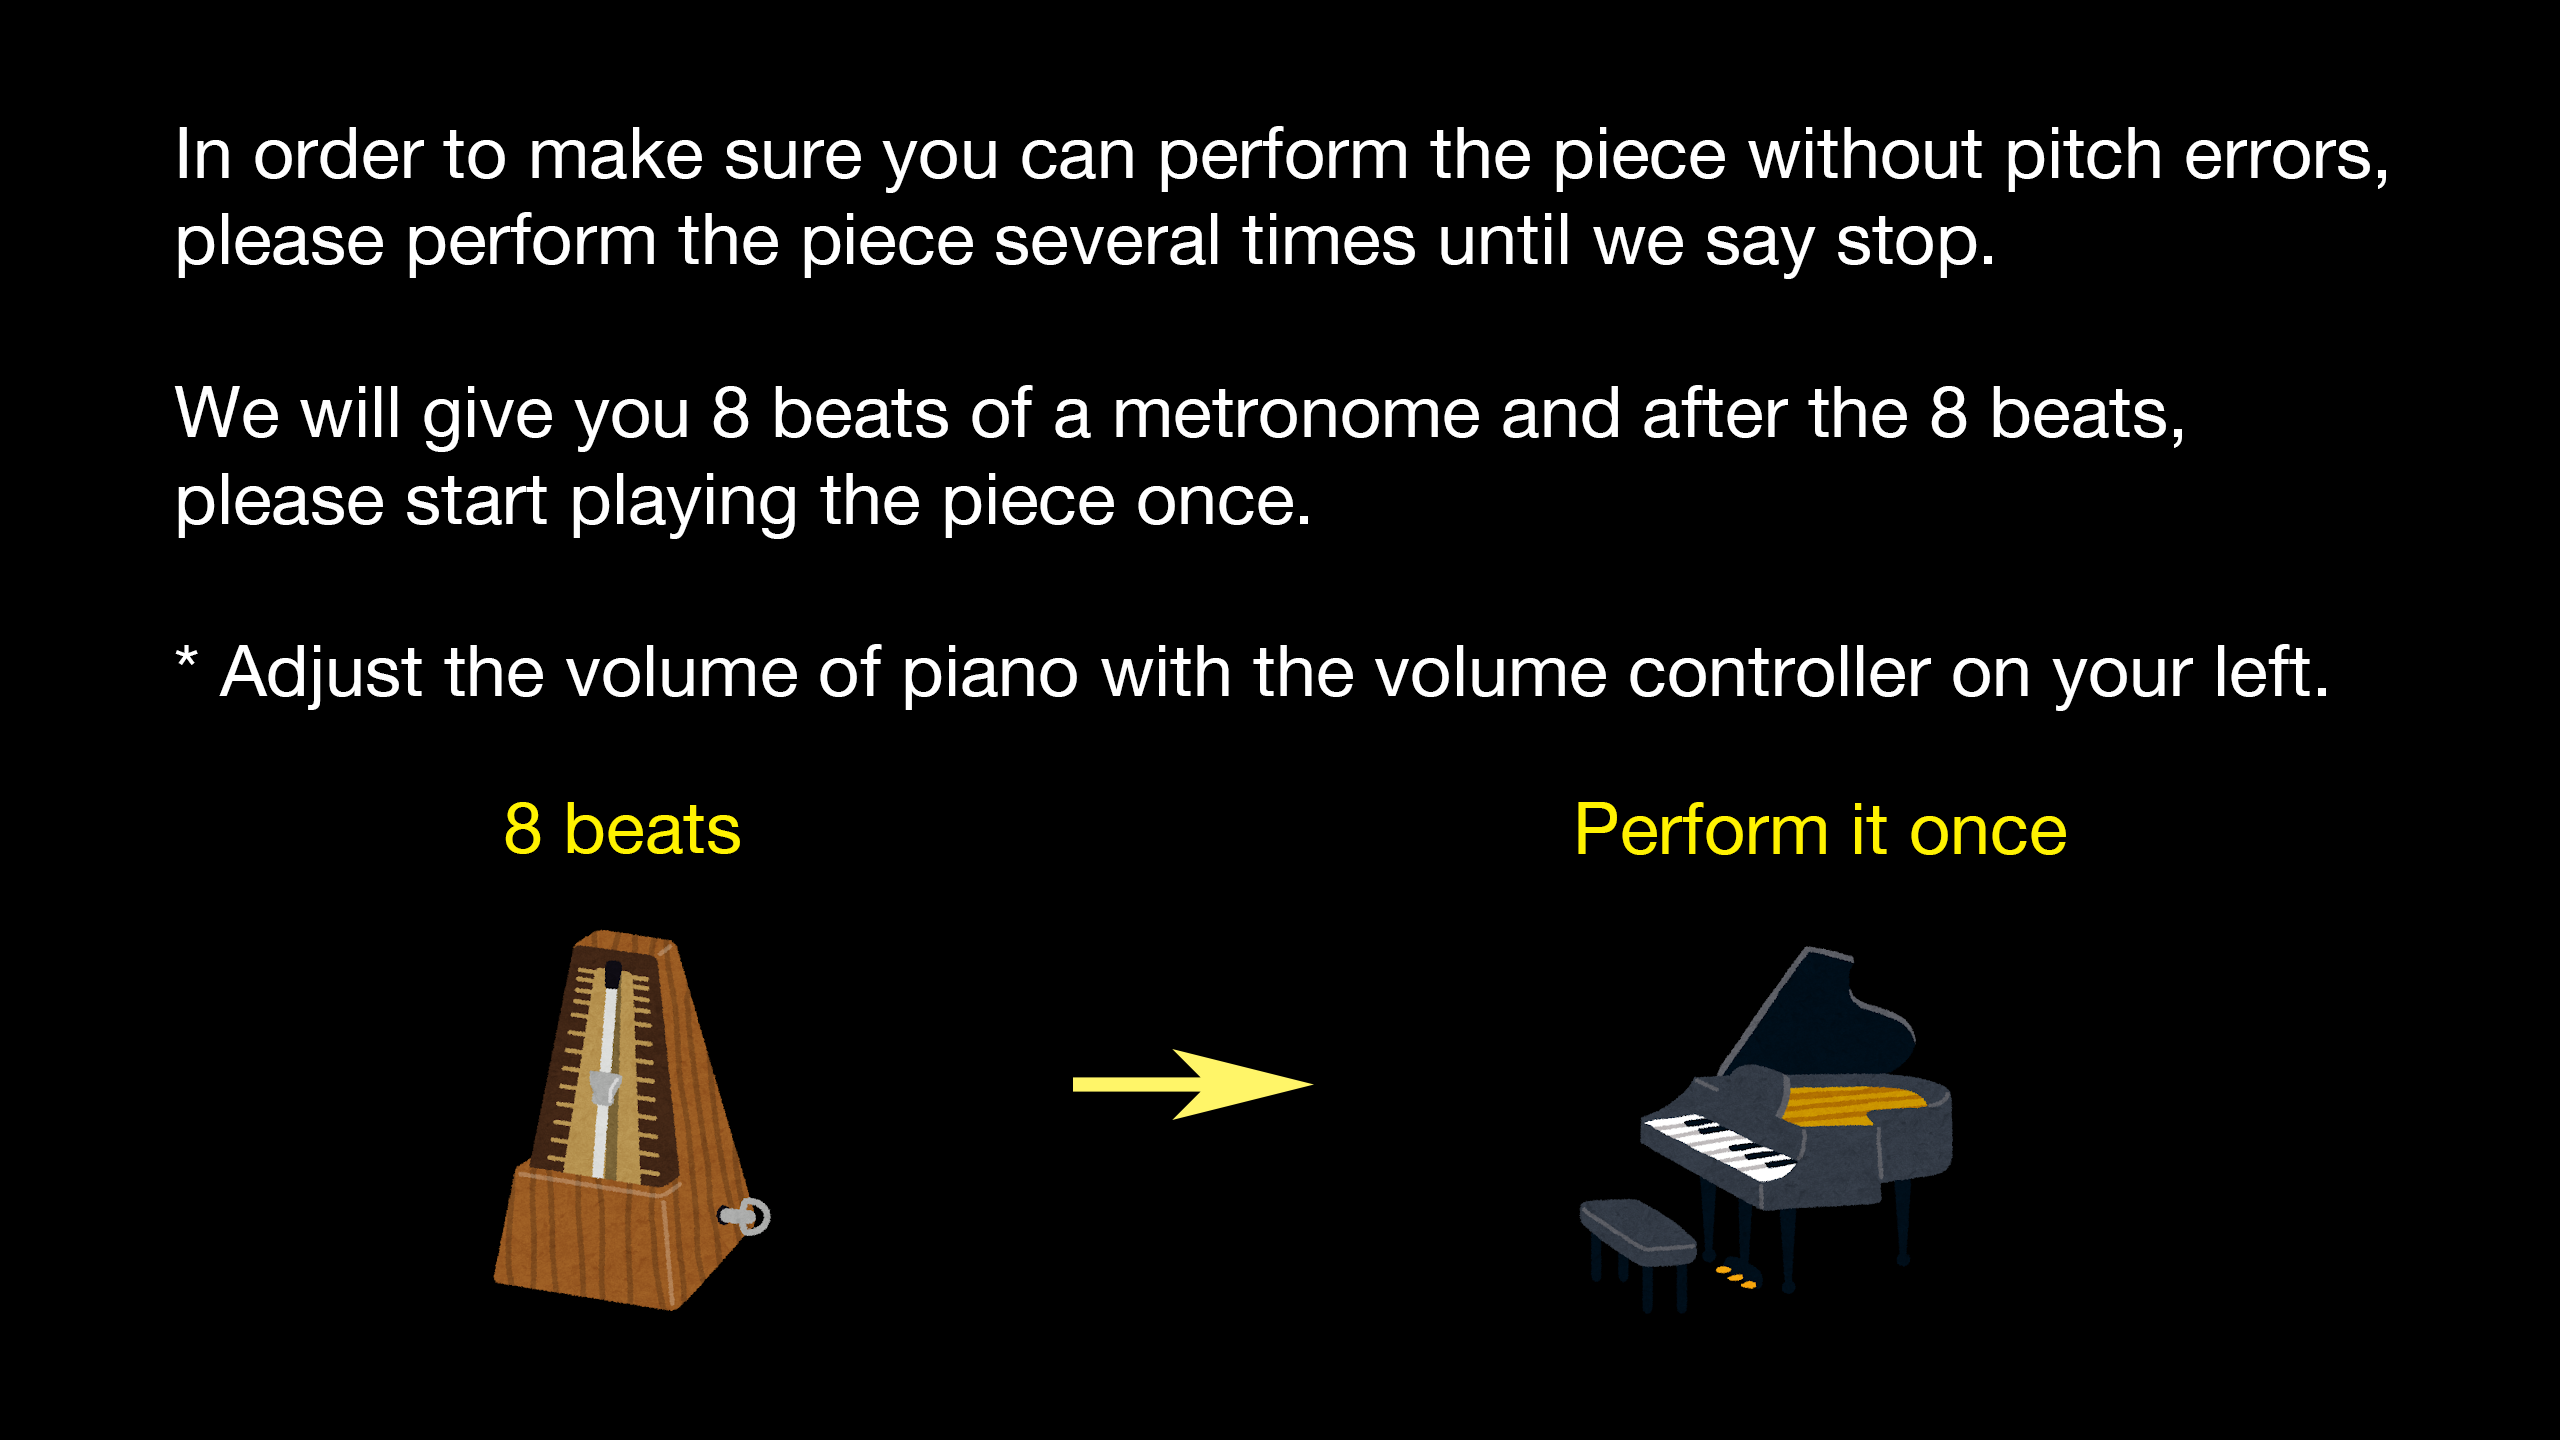 In order to make sure you can perform the piece without pitch errors,
please perform the piece several times until we say stop.
We will give you 8 beats of a metronome and after the 8 beats,
please start playing the piece once.
* Adjust the volume of piano with the volume controller on your left.
8 beats
Perform it once